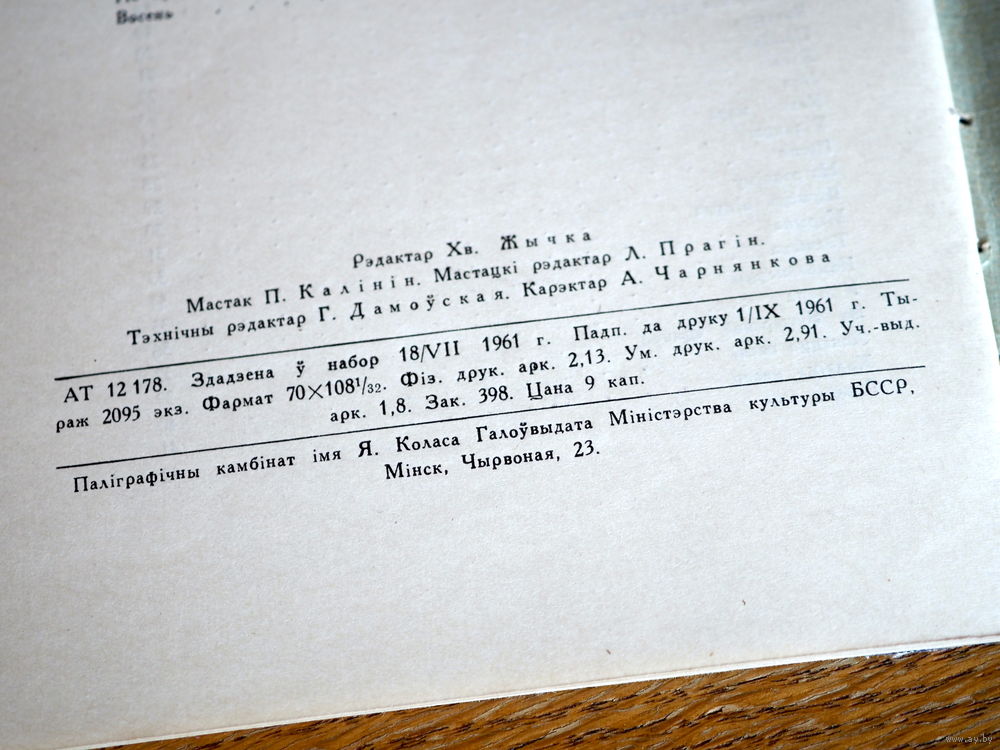 Восень
Рэдактар Хв. Жычка
Мастак П. Калінін. Мастацкі рэдактар Л. Прагін.
Тэхнічны рэдактар Г. Дамоўская. Карэктар А. Чарнянкова
АТ 12 178. Здадзена ў набор 18/VII 1961 г. Падп. да друку 1/IX 1961 г. Ты-
раж 2095 экз. Фармат 70×108¹/₃₂. Фіз. друк. арк. 2,13. Ум. друк. арк. 2,91. Уч.-выд.
арк. 1,8. Зак. 398. Цана 9 кап.
Паліграфічны камбінат імя Я. Коласа Галоўвыдата Міністэрства культуры БССР,
Мінск, Чырвоная, 23.
www.ay.by